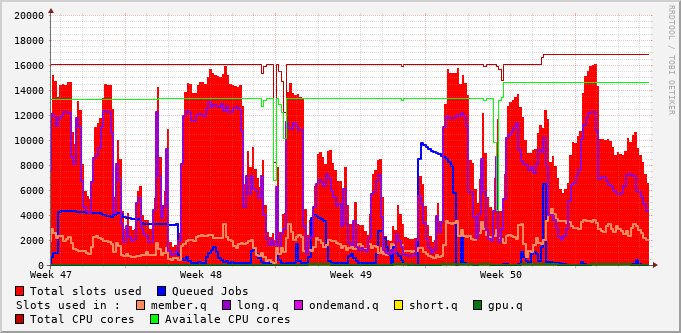 20000
18000
16000
14000
12000
10000
8000
6000
4000
2000
0
Week 47 Week 48 Week 49 Week 50
Total slots used Queued Jobs
Slots used in : member.q long.q ondemand.q short.q gpu.q
Total CPU cores Availale CPU cores
RRDTOOL / TOBI OETIKER